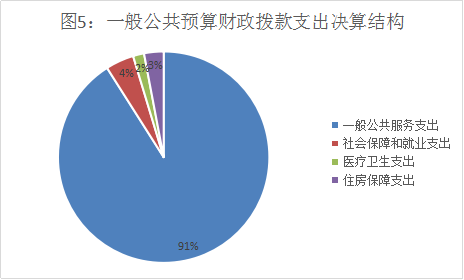 图5：一般公共预算财政拨款支出决算结构
4%
2%
3%
一般公共服务支出
社会保障和就业支出
医疗卫生支出
住房保障支出
91%